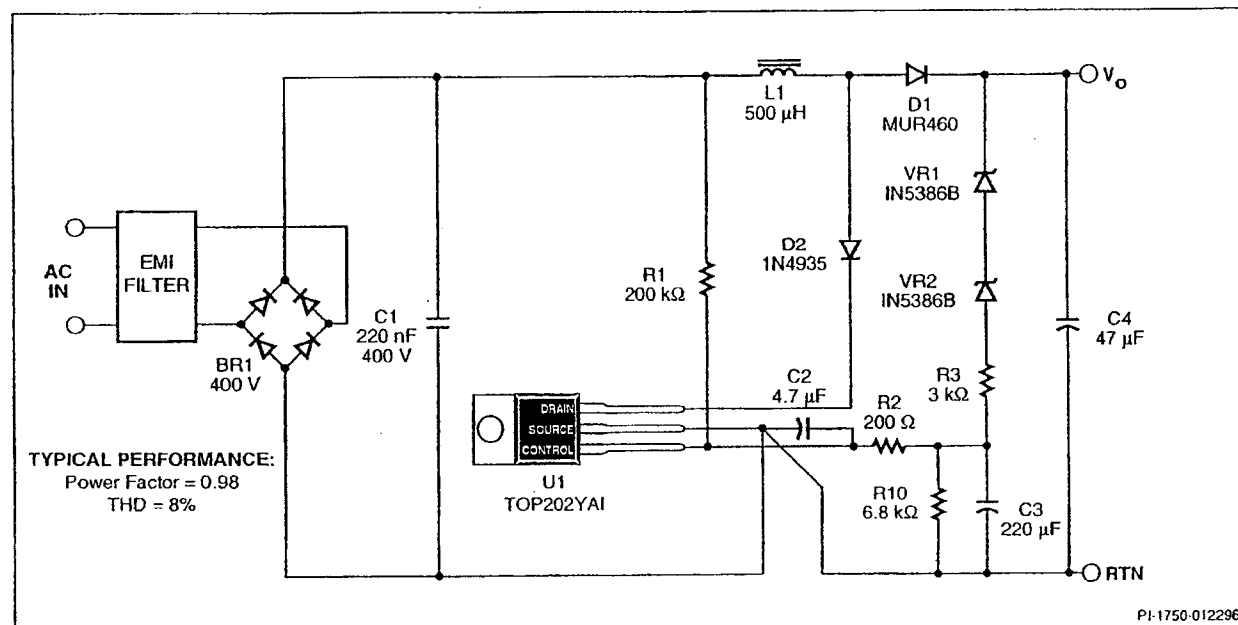 V₀
L1
500 µH
D1
MUR460
VR1
IN5386B
AC
IN
EMI
FILTER
R1
200 kΩ
D2
1N4935
VR2
IN5386B
C1
220 nF
400 V
C4
47 µF
BR1
400 V
C2
4.7 µF
R3
3 kΩ
R2
200 Ω
DRAIN
SOURCE
CONTROL
TYPICAL PERFORMANCE:
Power Factor = 0.98
THD = 8%
U1
TOP202YAI
R10
6.8 kΩ
C3
220 µF
RTN
PI-1750-012296